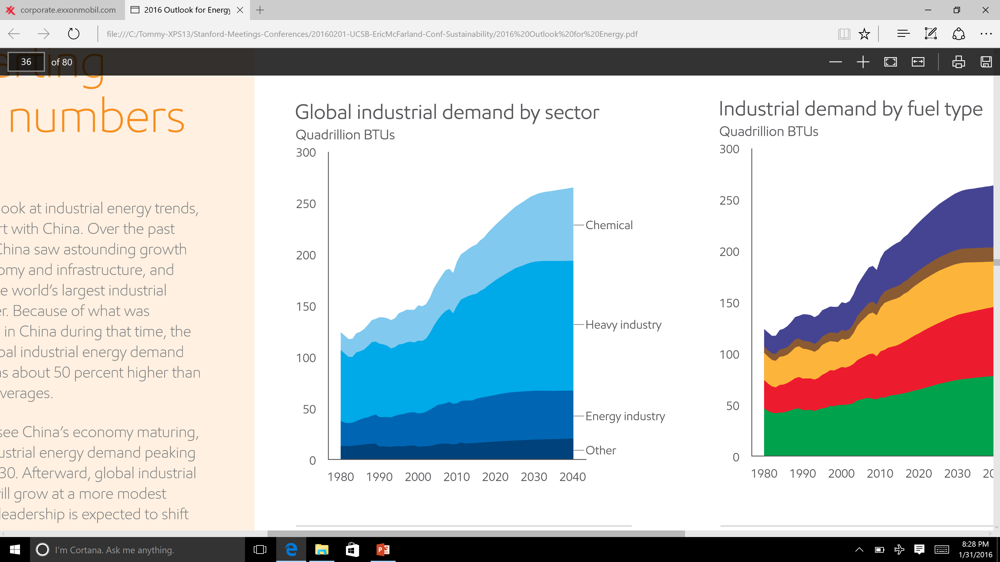 corporate.exxonmobil.com
2016 Outlook for Energy
file:///C:/Tommy-XPS13/Stanford-Meetings-Conferences/20160201-UCSB-EricMcFarland-Conf-Sustainability/2016%20Outlook%20for%20Energy.pdf
36 of 80
numbers
ook at industrial energy trends,
rt with China. Over the past
China saw astounding growth
omy and infrastructure, and
e world's largest industrial
er. Because of what was
in China during that time, the
bal industrial energy demand
as about 50 percent higher than
verages.
see China's economy maturing,
ustrial energy demand peaking
30. Afterward, global industrial
will grow at a more modest
leadership is expected to shift
Global industrial demand by sector
Quadrillion BTUs
300
250
200
150
100
50
0
1980 1990 2000 2010 2020 2030 2040
Chemical
Heavy industry
Energy industry
Other
Industrial demand by fuel type
Quadrillion BTUs
300
250
200
150
100
50
0
1980 1990 2000 2010 2020 2030 20
I'm Cortana. Ask me anything.
8:28 PM
1/31/2016